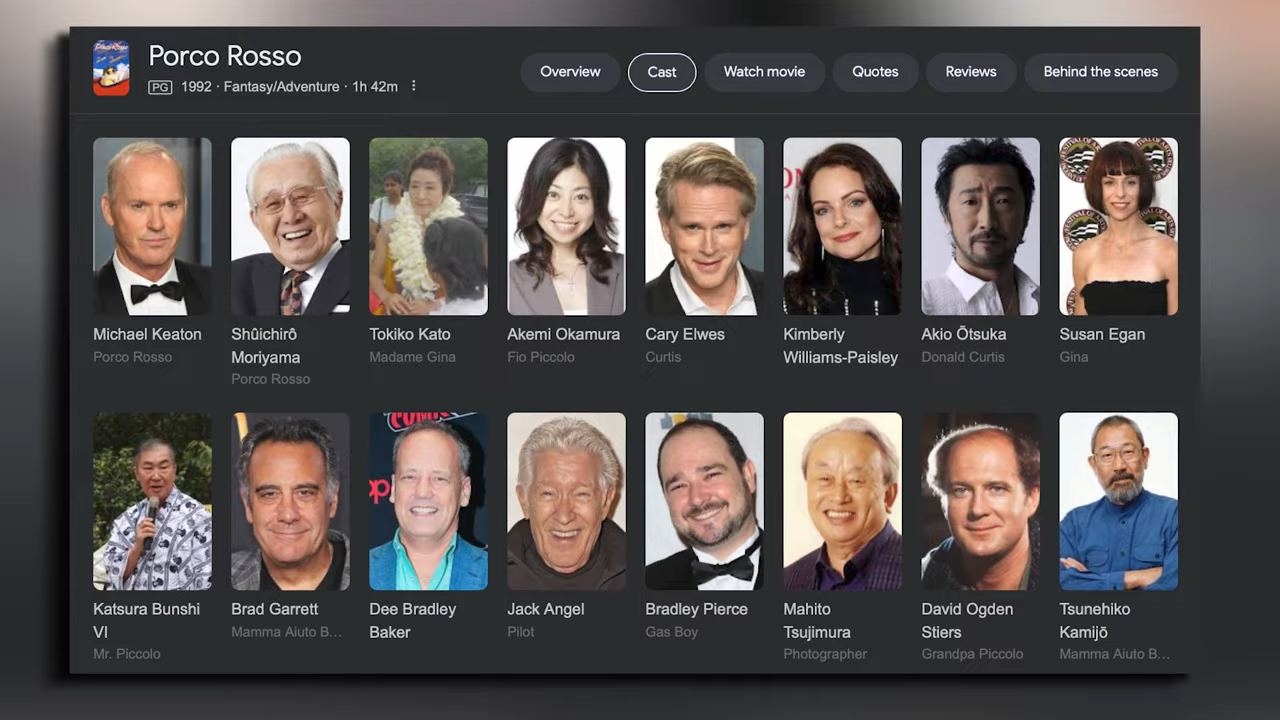 Porco Rosso
PG 1992 · Fantasy/Adventure · 1h 42m
Overview
Cast
Watch movie
Quotes
Reviews
Behind the scenes
Michael Keaton
Porco Rosso
Shûichirô
Moriyama
Porco Rosso
Tokiko Kato
Madame Gina
Akemi Okamura
Fio Piccolo
Cary Elwes
Curtis
Kimberly
Williams-Paisley
Akio Ōtsuka
Donald Curtis
Susan Egan
Gina
Katsura Bunshi
VI
Mr. Piccolo
Brad Garrett
Mamma Aiuto B...
Dee Bradley
Baker
Jack Angel
Pilot
Bradley Pierce
Gas Boy
Mahito
Tsujimura
Photographer
David Ogden
Stiers
Grandpa Piccolo
Tsunehiko
Kamijō
Mamma Aiuto B...